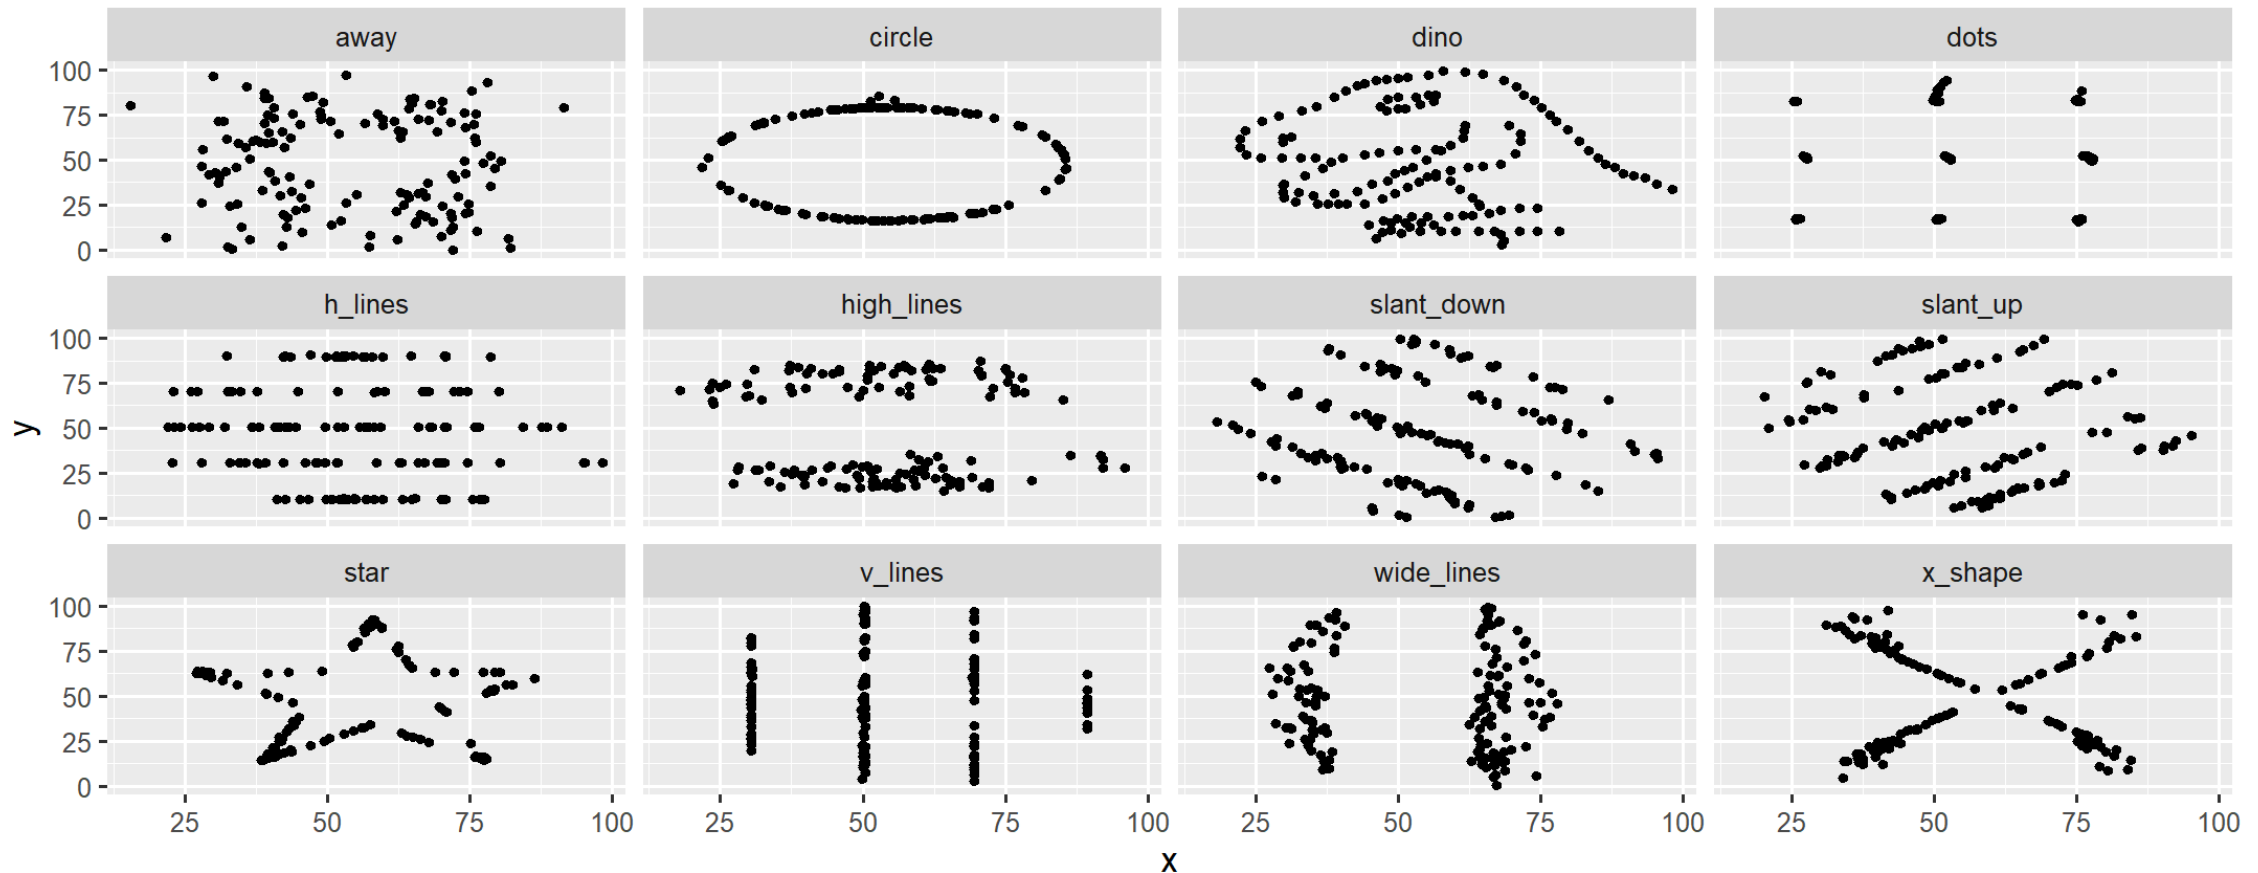 away circle dino dots
100
75
50
25
0
h_lines high_lines slant_down slant_up
100
75
50
25
0
y
star v_lines wide_lines x_shape
100
75
50
25
0
25 50 75 100 25 50 75 100 25 50 75 100 25 50 75 100
x